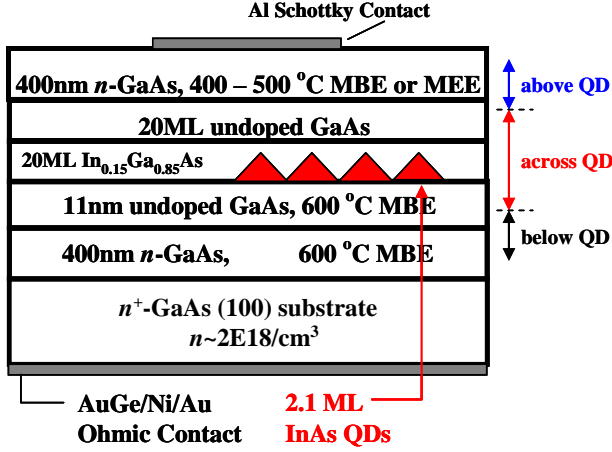 Al Schottky Contact
400nm n-GaAs, 400 – 500 °C MBE or MEE
above QD
20ML undoped GaAs
20ML In0.15Ga0.85As
across QD
11nm undoped GaAs, 600 °C MBE
below QD
400nm n-GaAs, 600 °C MBE
n+-GaAs (100) substrate
n~2E18/cm3
AuGe/Ni/Au
Ohmic Contact
2.1 ML
InAs QDs